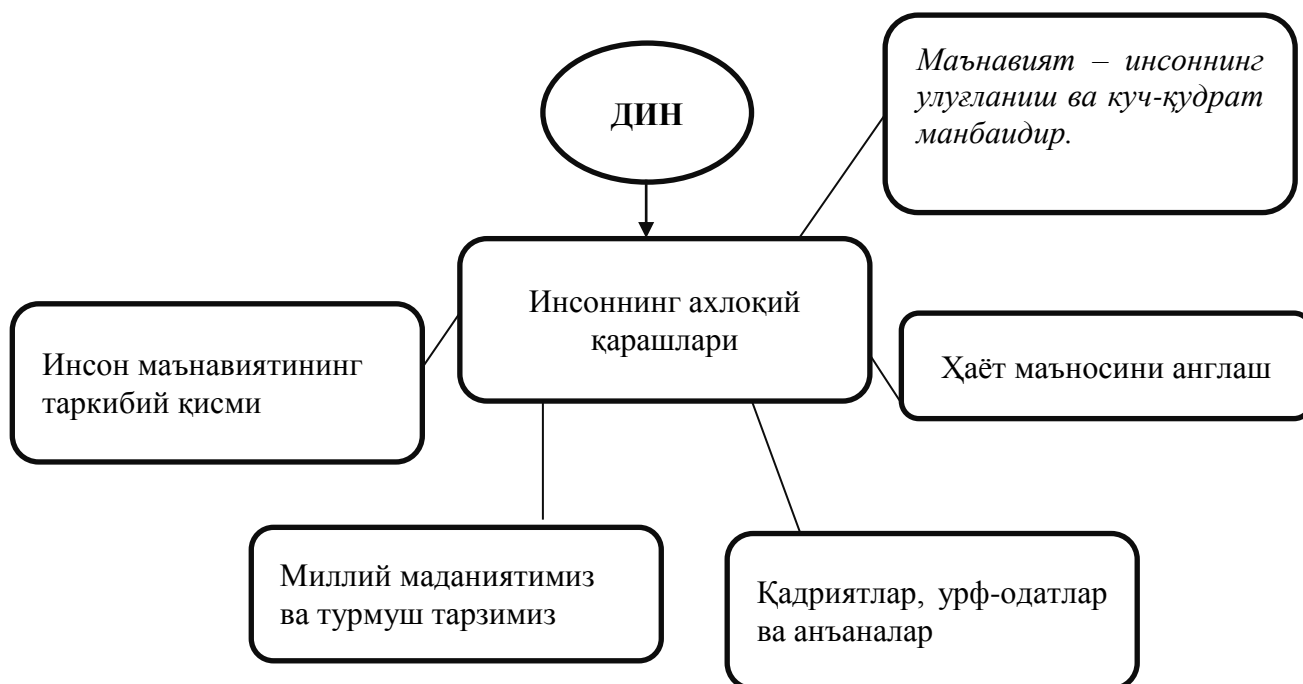 ДИН
Маънавият – инсоннинг
улуғланиш ва куч-қудрат
манбаидир.
Инсоннинг ахлоқий
қарашлари
Инсон маънавиятининг
таркибий қисми
Ҳаёт маъносини англаш
Миллий маданиятимиз
ва турмуш тарзимиз
Қадриятлар, урф-одатлар
ва анъаналар